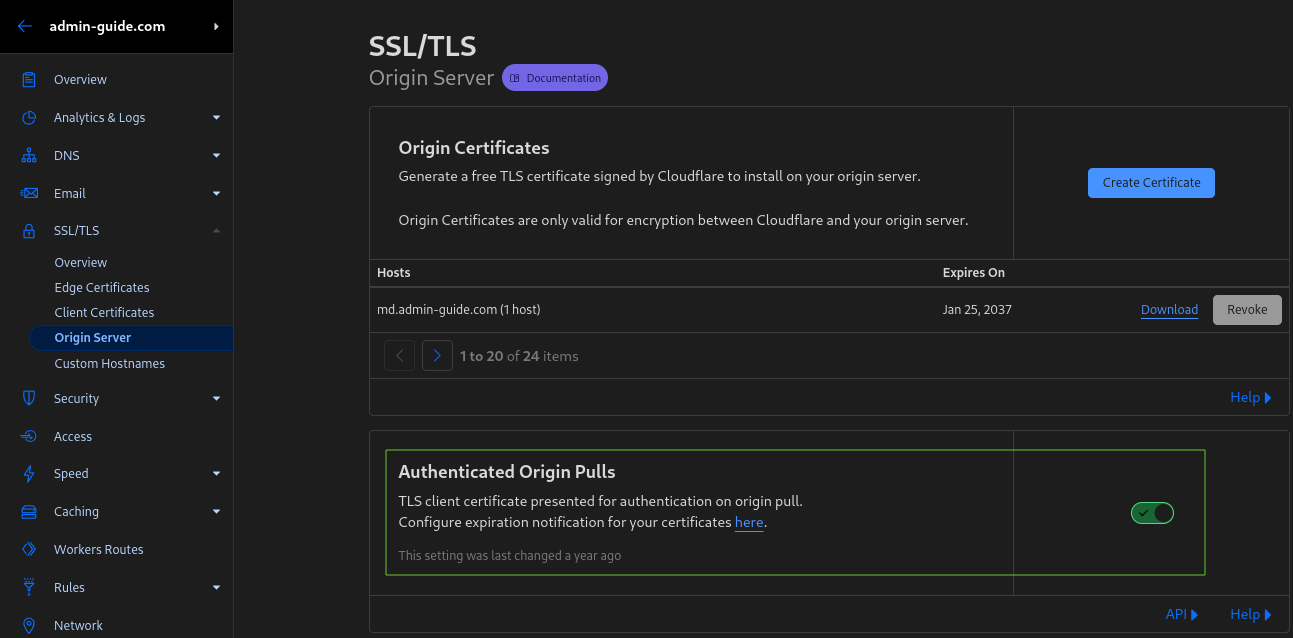 admin-guide.com
Overview
Analytics & Logs
DNS
Email
SSL/TLS
Overview
Edge Certificates
Client Certificates
Origin Server
Custom Hostnames
Security
Access
Speed
Caching
Workers Routes
Rules
Network
SSL/TLS
Origin Server
Documentation
Origin Certificates
Generate a free TLS certificate signed by Cloudflare to install on your origin server.
Origin Certificates are only valid for encryption between Cloudflare and your origin server.
Create Certificate
Hosts Expires On
md.admin-guide.com (1 host) Jan 25, 2037 Download Revoke
1 to 20 of 24 items
Help
Authenticated Origin Pulls
TLS client certificate presented for authentication on origin pull.
Configure expiration notification for your certificates here.
This setting was last changed a year ago
API Help